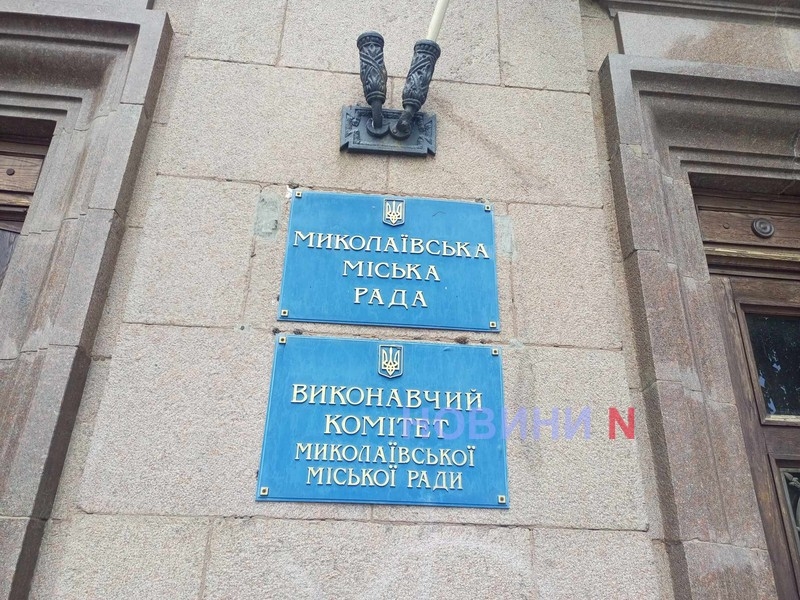 МИКОЛАЇВСЬКА
МІСЬКА
РАДА
ВИКОНАВЧИЙ
КОМІТЕТ
НОВИНИ N
МИКОЛАЇВСЬКОЇ
МІСЬКОЇ РАДИ